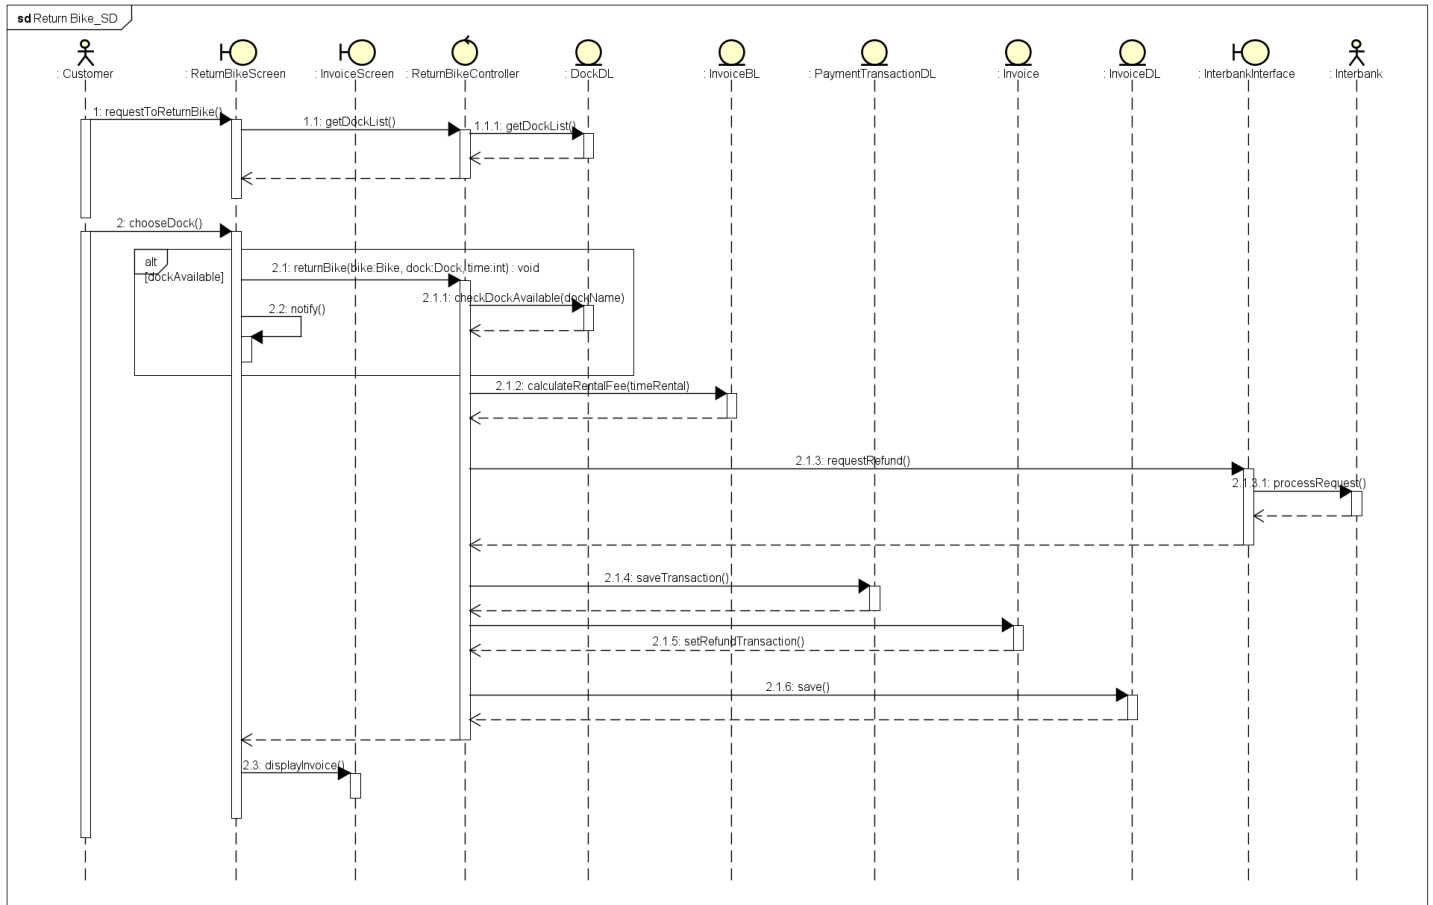 sd Return Bike_SD
: Customer
: ReturnBikeScreen
: InvoiceScreen
: ReturnBikeController
: DockDL
: InvoiceBL
: PaymentTransactionDL
: Invoice
: InvoiceDL
: InterbankInterface
: Interbank
1: requestToReturnBike()
1.1: getDockList()
1.1.1: getDockList()
2: chooseDock()
alt
[dockAvailable]
2.1: returnBike(bike:Bike, dock:Dock,time:int) : void
2.1.1: checkDockAvailable(dockName)
2.2: notify()
2.1.2: calculateRentalFee(timeRental)
2.1.3: requestRefund()
2.1.3.1: processRequest()
2.1.4: saveTransaction()
2.1.5: setRefundTransaction()
2.1.6: save()
2.3: displayInvoice()